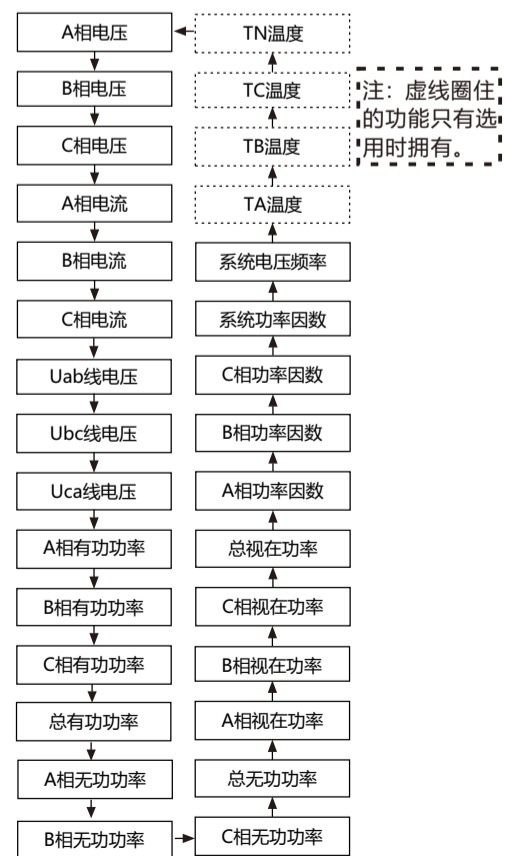 A相电压
B相电压
C相电压
A相电流
B相电流
C相电流
Uab线电压
Ubc线电压
Uca线电压
A相有功功率
B相有功功率
C相有功功率
总有功功率
A相无功功率
B相无功功率
C相无功功率
总无功功率
A相视在功率
B相视在功率
C相视在功率
总视在功率
A相功率因数
B相功率因数
C相功率因数
系统功率因数
系统电压频率
TA温度
TB温度
TC温度
TN温度
注：虚线圈住
的功能只有选
用时拥有。